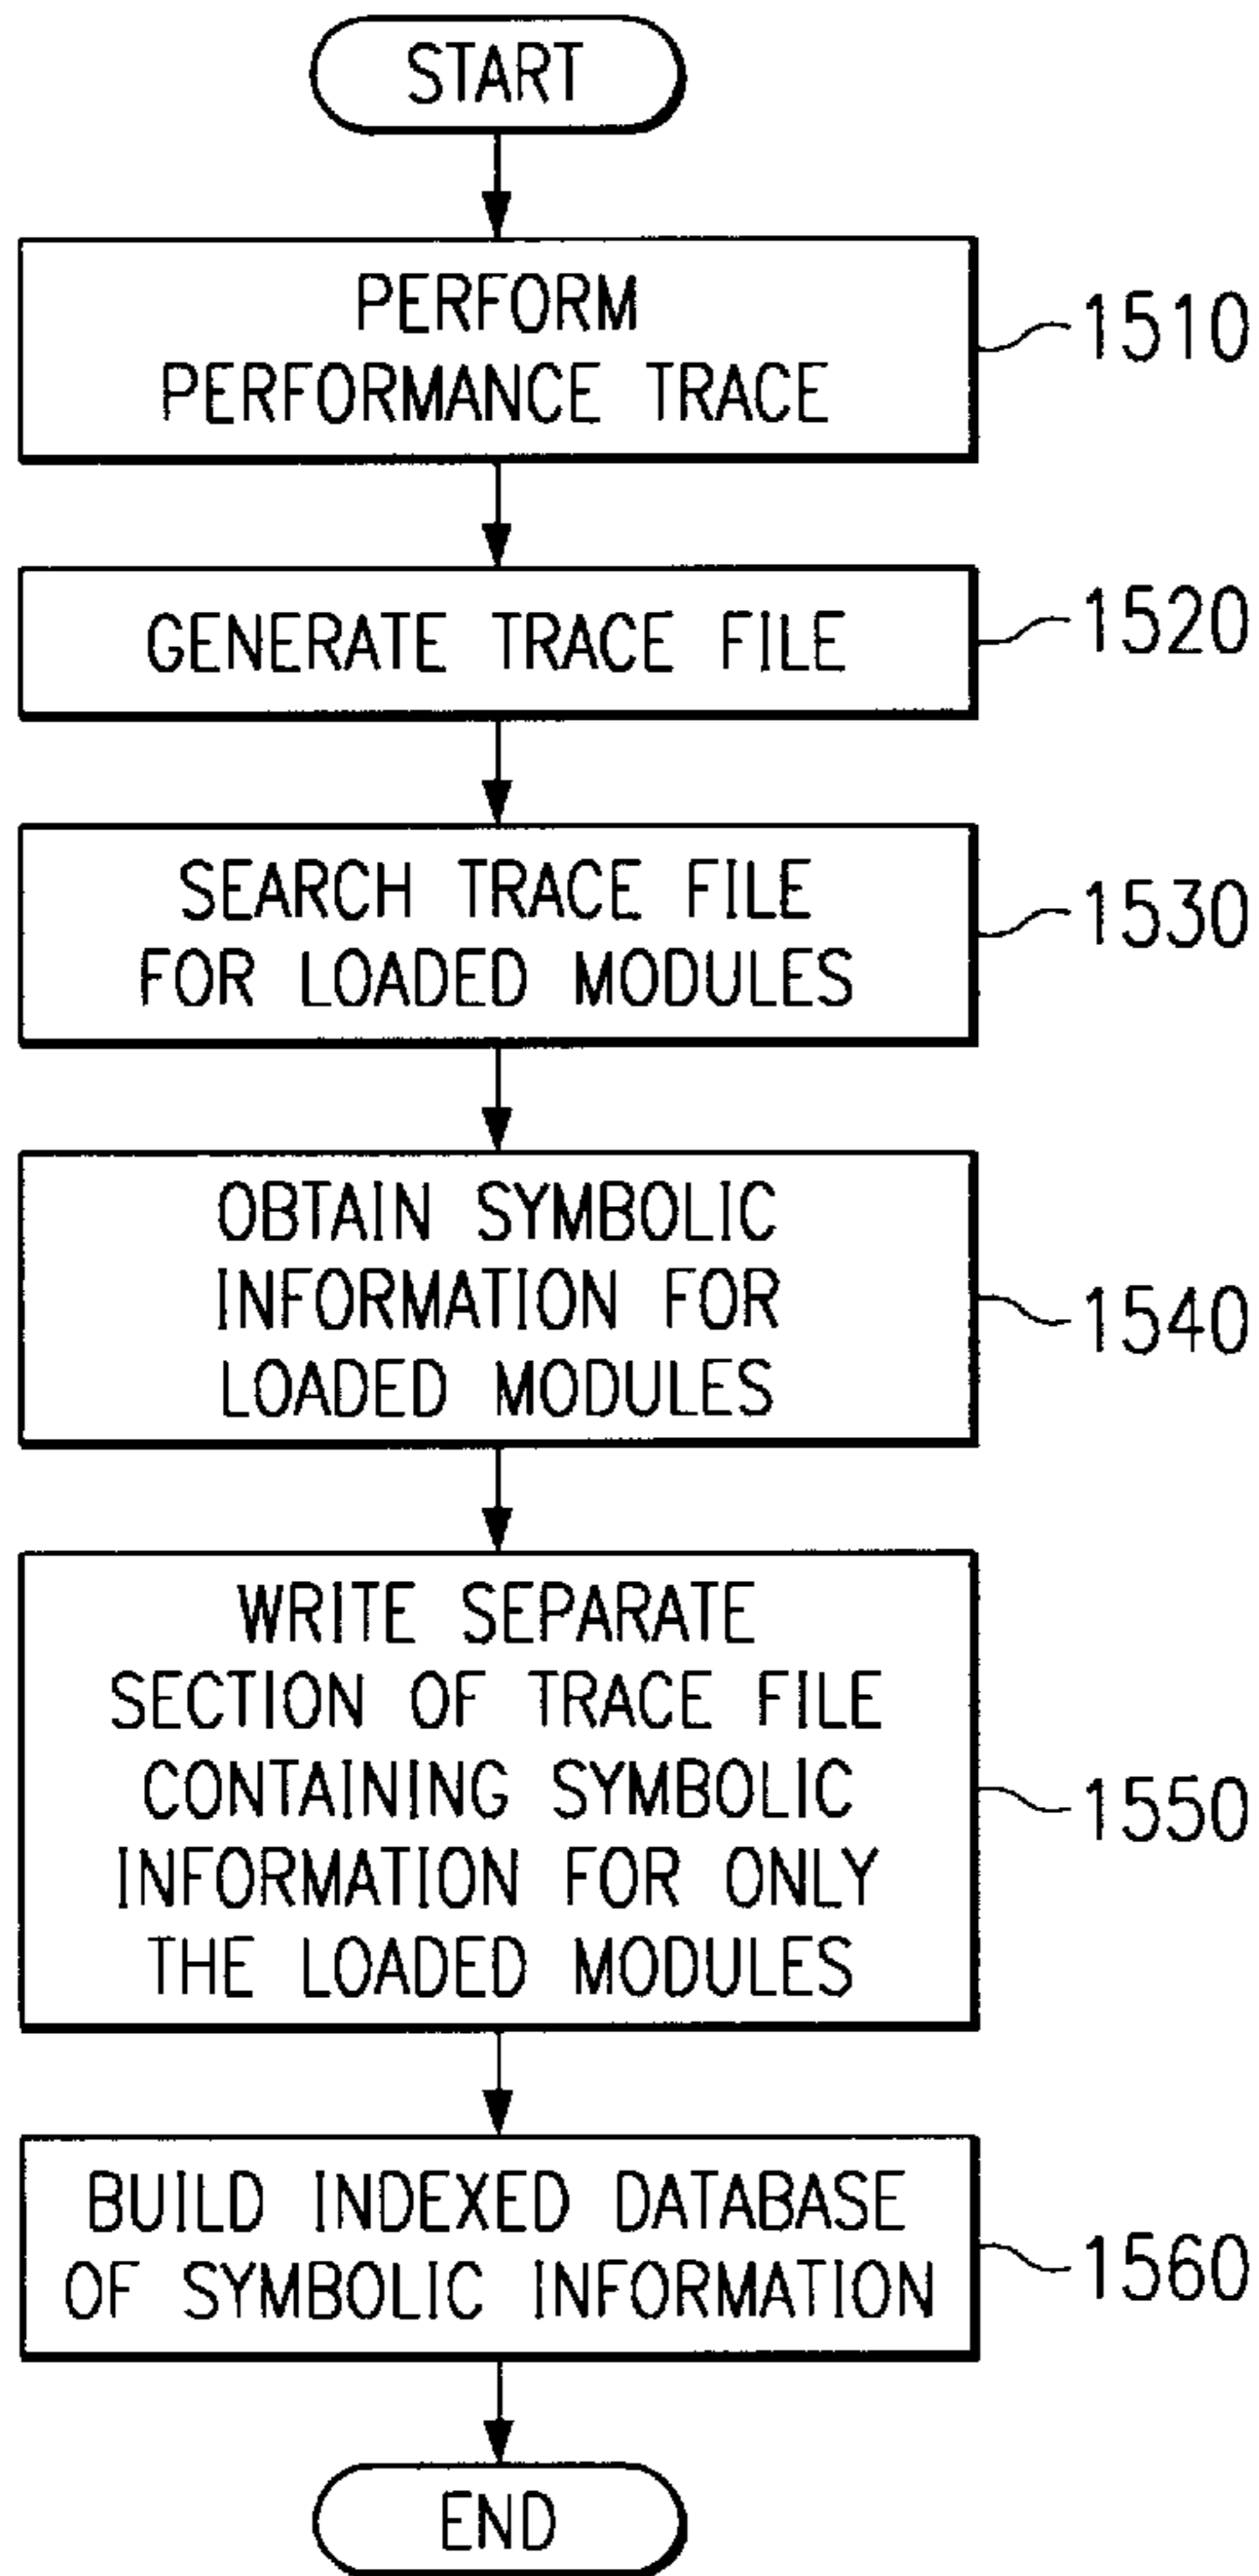 START
PERFORM
PERFORMANCE TRACE
1510
GENERATE TRACE FILE
1520
SEARCH TRACE FILE
FOR LOADED MODULES
1530
OBTAIN SYMBOLIC
INFORMATION FOR
LOADED MODULES
1540
WRITE SEPARATE
SECTION OF TRACE FILE
CONTAINING SYMBOLIC
INFORMATION FOR ONLY
THE LOADED MODULES
1550
BUILD INDEXED DATABASE
OF SYMBOLIC INFORMATION
1560
END